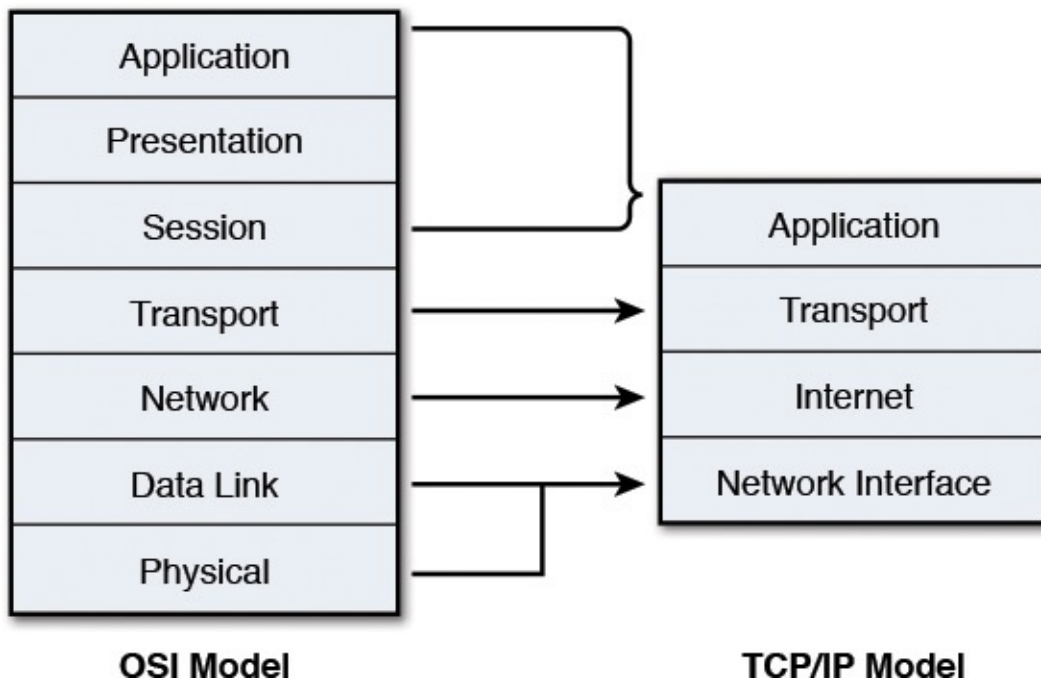 Application
Presentation
Session
Transport
Network
Data Link
Physical
OSI Model
Application
Transport
Internet
Network Interface
TCP/IP Model